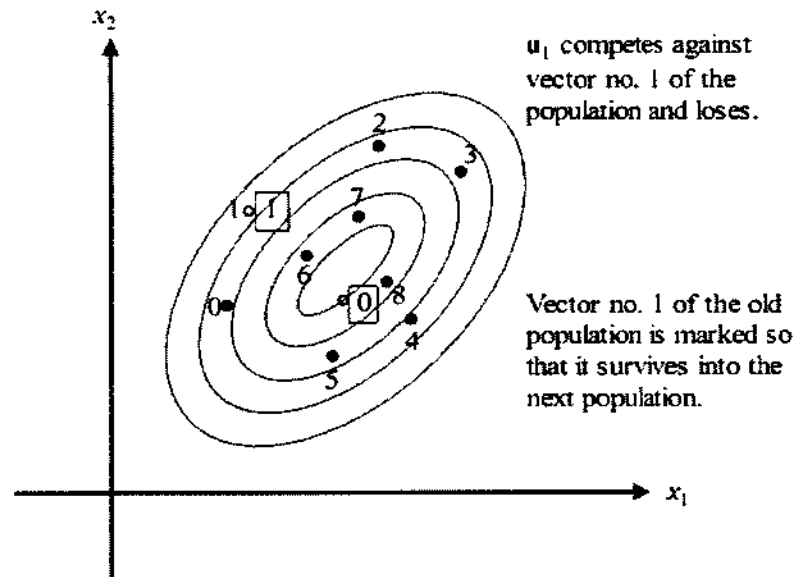 x₂
u₁ competes against
vector no. 1 of the
population and loses.
2
3
7
1 1
6
0
8
0
4
5
Vector no. 1 of the old
population is marked so
that it survives into the
next population.
x₁